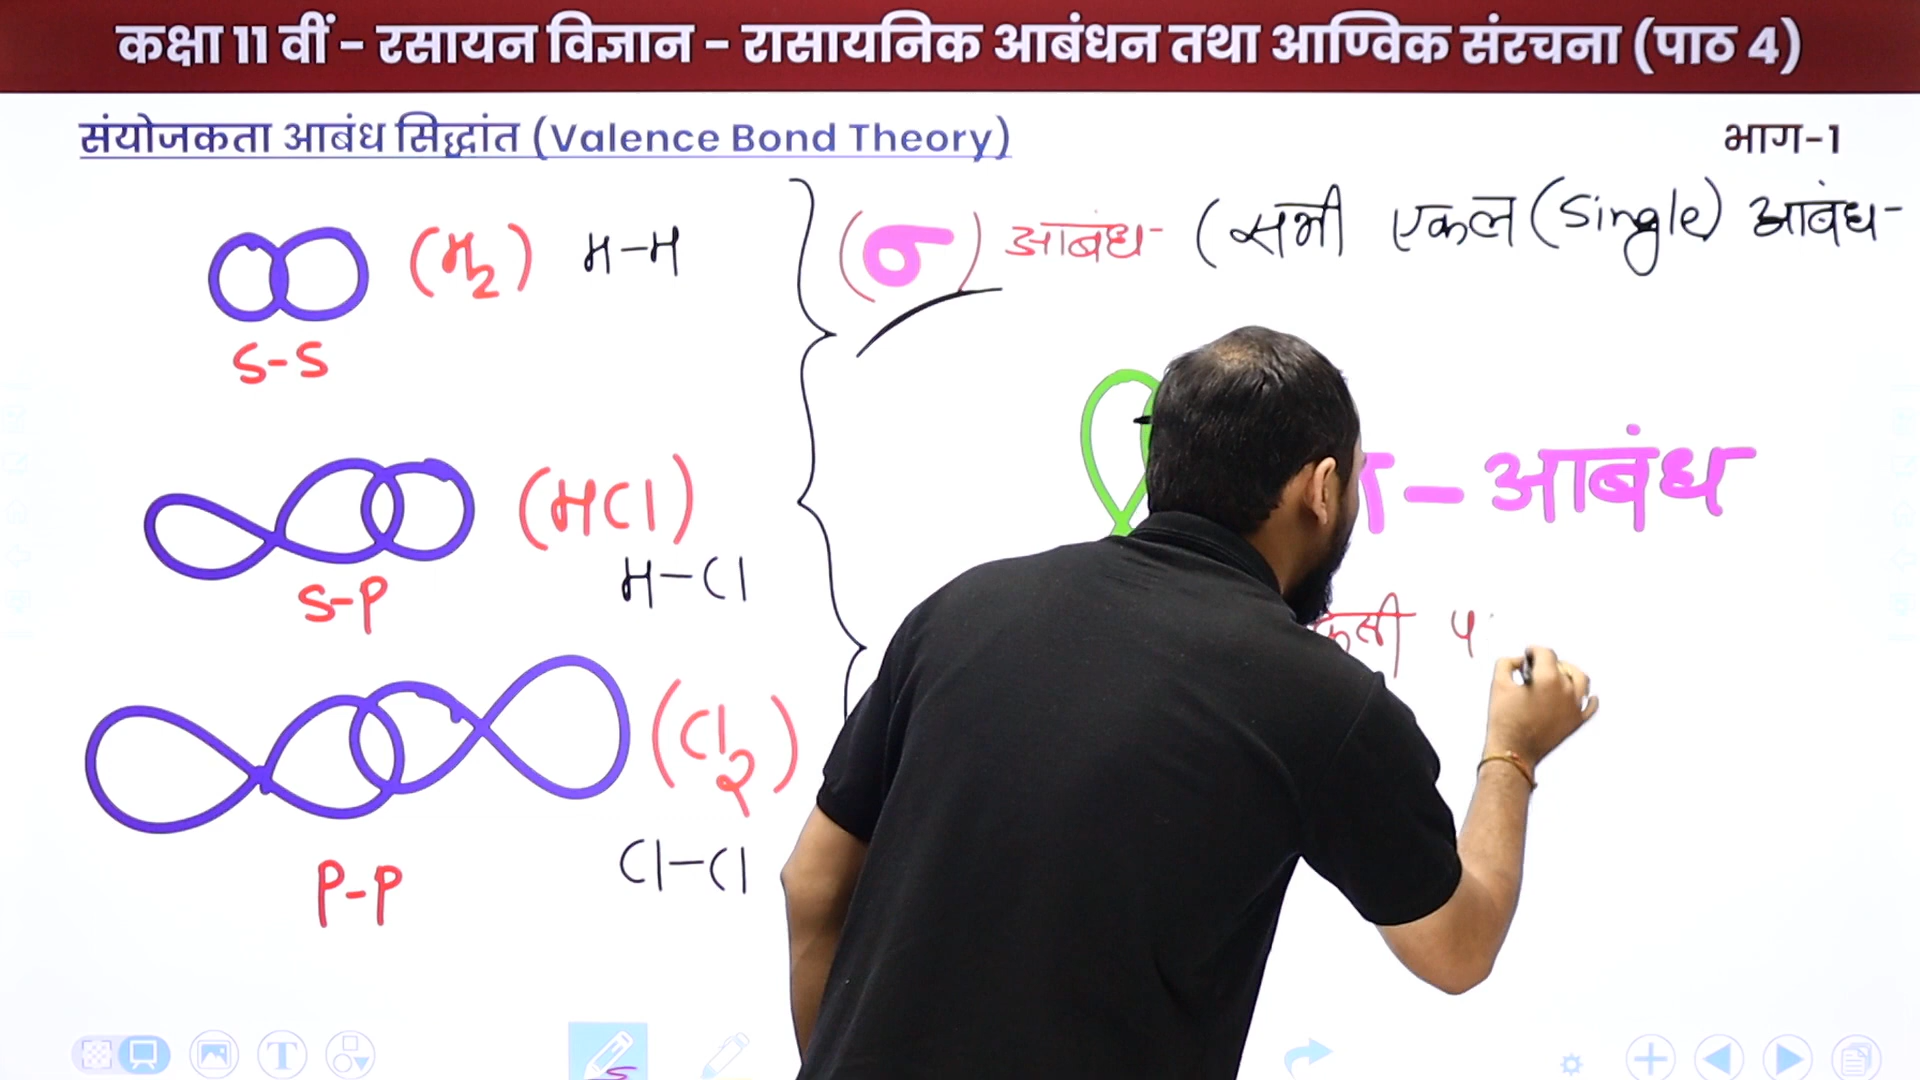 कक्षा 11 वीं - रसायन विज्ञान - रासायनिक आबंधन तथा आण्विक संरचना (पाठ 4)
संयोजकता आबंध सिद्धांत (Valence Bond Theory)
भाग-1
(H2) H-H
S-S
(HCl)
H-Cl
S-P
(Cl2)
Cl-Cl
P-P
(σ) आबंध (सभी एकल (Single) आबंध-
- आबंध